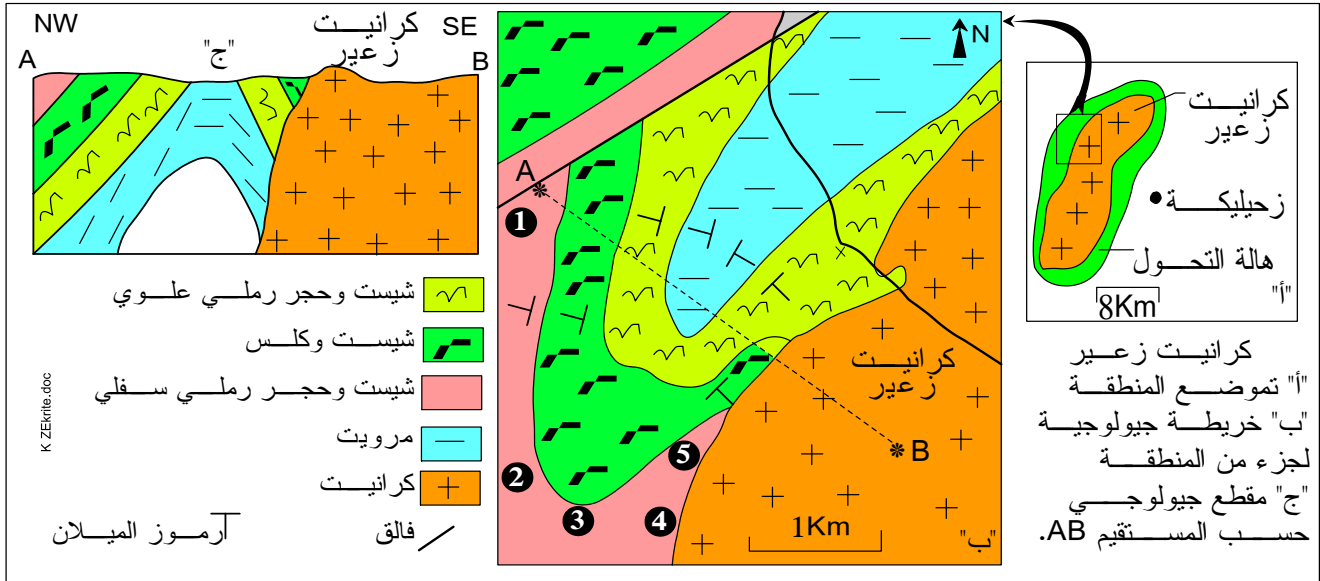 NW
SE
A
"ج"
B
كرانيت
زعير
شيست وحجر رملي علوي
شيست وكلس
شيست وحجر رملي سفلي
مرويت
كرانيت
فالق
رموز الميلان
K ZEkrite.doc
N
A
B
1
2
3
4
5
كرانيت
زعير
1Km
"ب"
كرانيت
زعير
زحيليكة
هالة التحول
"أ"
8Km
كرانيت زعير
"أ" تموضع المنطقة
"ب" خريطة جيولوجية
لجزء من المنطقة
"ج" مقطع جيولوجي
حسب المستقيم AB.